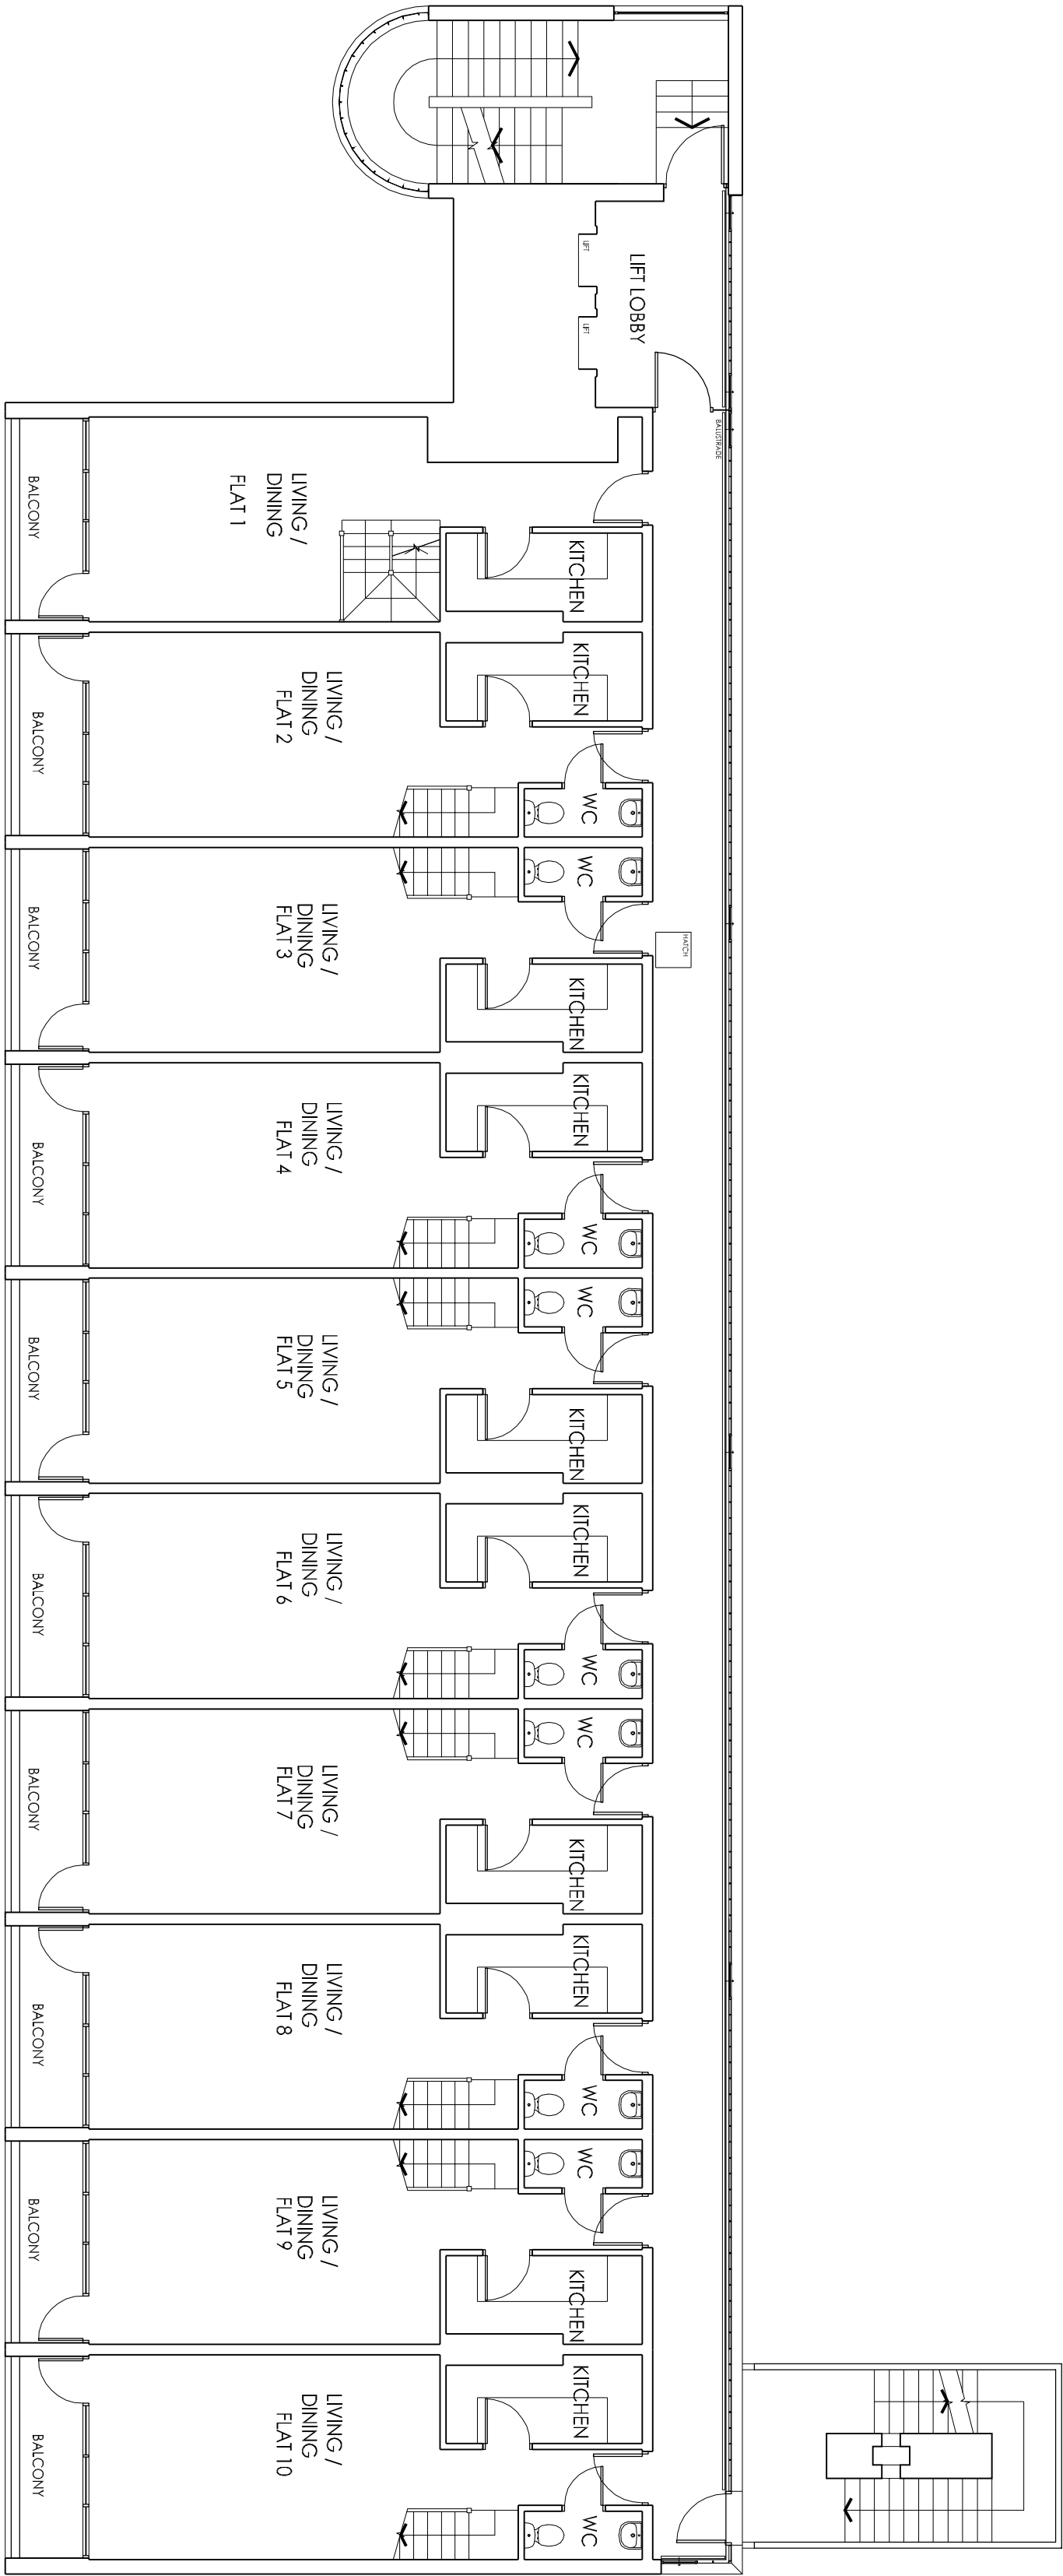 LIFT
LIFT
LIFT LOBBY
BALUSTRADE
HATCH
KITCHEN
LIVING /
DINING
FLAT 1
BALCONY
KITCHEN
WC
LIVING /
DINING
FLAT 2
BALCONY
WC
KITCHEN
LIVING /
DINING
FLAT 3
BALCONY
KITCHEN
WC
LIVING /
DINING
FLAT 4
BALCONY
WC
KITCHEN
LIVING /
DINING
FLAT 5
BALCONY
KITCHEN
WC
LIVING /
DINING
FLAT 6
BALCONY
WC
KITCHEN
LIVING /
DINING
FLAT 7
BALCONY
KITCHEN
WC
LIVING /
DINING
FLAT 8
BALCONY
WC
KITCHEN
LIVING /
DINING
FLAT 9
BALCONY
KITCHEN
WC
LIVING /
DINING
FLAT 10
BALCONY